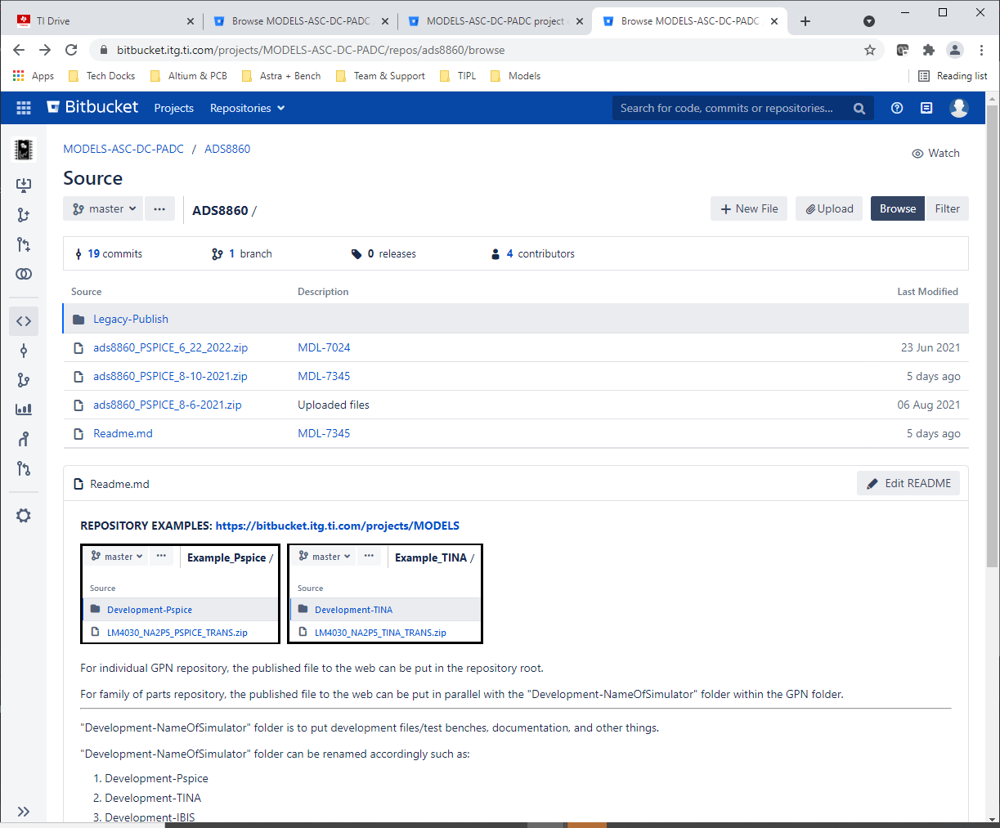 TI Drive
Browse MODELS-ASC-DC-PADC
MODELS-ASC-DC-PADC project
Browse MODELS-ASC-DC-PADC
bitbucket.itg.ti.com/projects/MODELS-ASC-DC-PADC/repos/ads8860/browse
Apps Tech Docks Altium & PCB Astra + Bench Team & Support TIPL Models Reading list
Bitbucket Projects Repositories Search for code, commits or repositories...
MODELS-ASC-DC-PADC / ADS8860
Watch
Source
master ... ADS8860 / New File Upload Browse Filter
19 commits 1 branch 0 releases 4 contributors
Source Description Last Modified
Legacy-Publish
ads8860_PSPICE_6_22_2022.zip MDL-7024 23 Jun 2021
ads8860_PSPICE_8-10-2021.zip MDL-7345 5 days ago
ads8860_PSPICE_8-6-2021.zip Uploaded files 06 Aug 2021
Readme.md MDL-7345 5 days ago
Readme.md Edit README
REPOSITORY EXAMPLES: https://bitbucket.itg.ti.com/projects/MODELS
master ... Example_Pspice /
Source
Development-Pspice
LM4030_NA2P5_PSPICE_TRANS.zip
master ... Example_TINA /
Source
Development-TINA
LM4030_NA2P5_TINA_TRANS.zip
For individual GPN repository, the published file to the web can be put in the repository root.
For family of parts repository, the published file to the web can be put in parallel with the "Development-NameOfSimulator" folder within the GPN folder.
"Development-NameOfSimulator" folder is to put development files/test benches, documentation, and other things.
"Development-NameOfSimulator" folder can be renamed accordingly such as:
1. Development-Pspice
2. Development-TINA
3. Development-IBIS